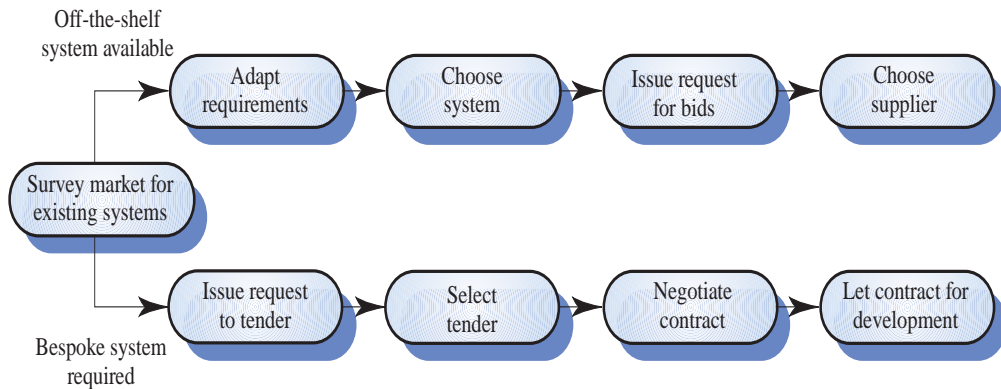 Off-the-shelf
system available
Adapt
requirements
Choose
system
Issue request
for bids
Choose
supplier
Survey market for
existing systems
Issue request
to tender
Select
tender
Negotiate
contract
Let contract for
development
Bespoke system
required